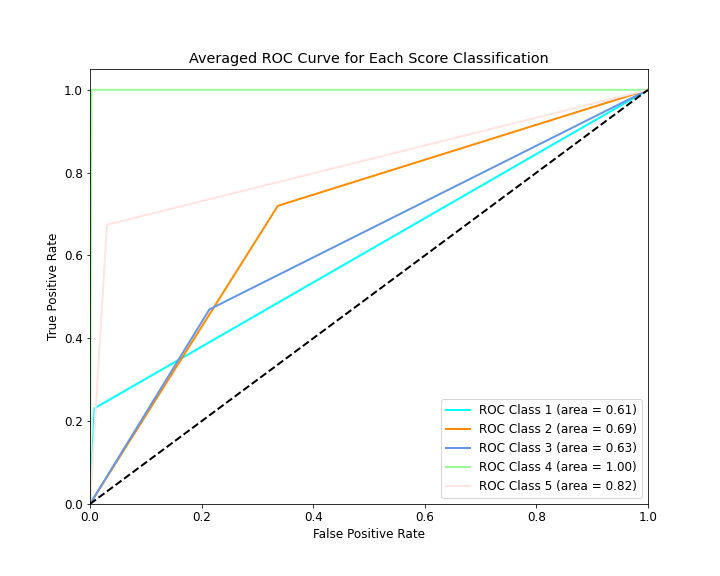 Averaged ROC Curve for Each Score Classification
True Positive Rate
1.0
0.8
0.6
0.4
0.2
0.0
ROC Class 1 (area = 0.61)
ROC Class 2 (area = 0.69)
ROC Class 3 (area = 0.63)
ROC Class 4 (area = 1.00)
ROC Class 5 (area = 0.82)
0.0 0.2 0.4 0.6 0.8 1.0
False Positive Rate